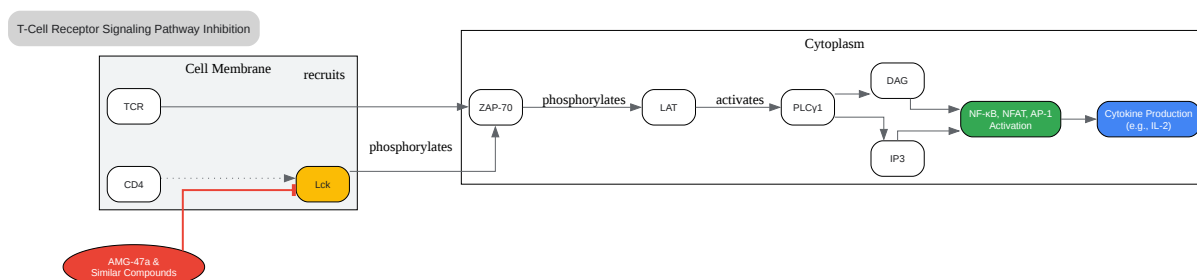 T-Cell Receptor Signaling Pathway Inhibition
Cytoplasm
Cell Membrane
recruits
TCR
ZAP-70
phosphorylates
LAT
activates
PLCγ1
DAG
NF-κB, NFAT, AP-1
Activation
Cytokine Production
(e.g., IL-2)
phosphorylates
IP3
CD4
Lck
AMG-47a &
Similar Compounds